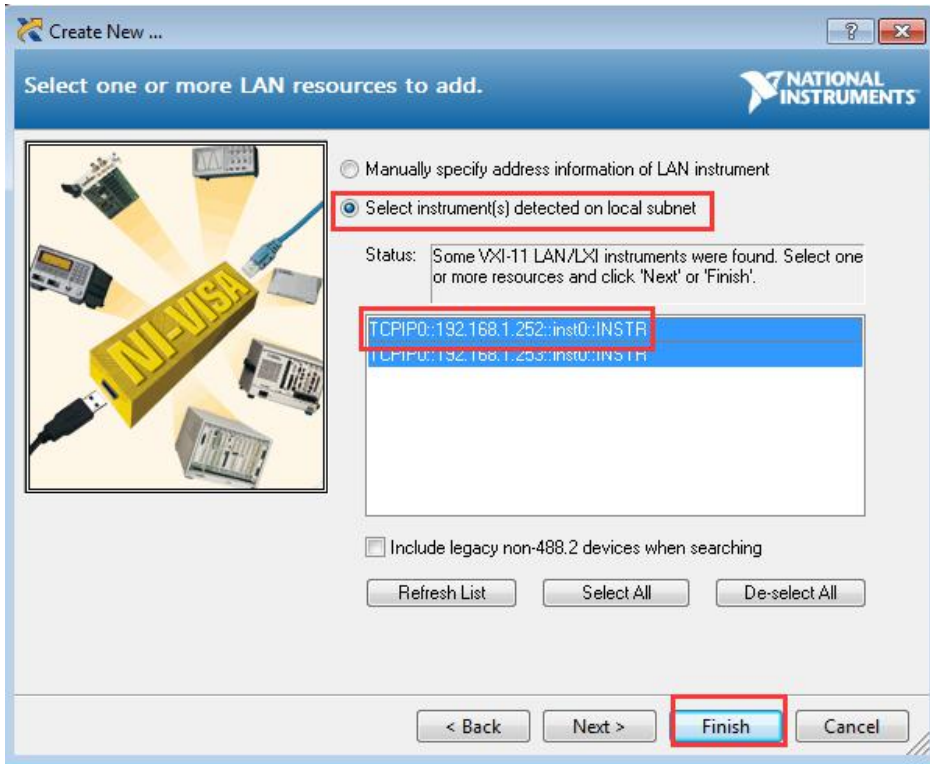 Create New ...
Select one or more LAN resources to add.
NATIONAL
INSTRUMENTS
NI-VISA
Manually specify address information of LAN instrument
Select instrument(s) detected on local subnet
Status: Some VXI-11 LAN/LXI instruments were found. Select one
or more resources and click 'Next' or 'Finish'.
TCPIP0::192.168.1.252::inst0::INSTR
TCPIP0::192.168.1.253::inst0::INSTR
Include legacy non-488.2 devices when searching
Refresh List Select All De-select All
< Back Next > Finish Cancel